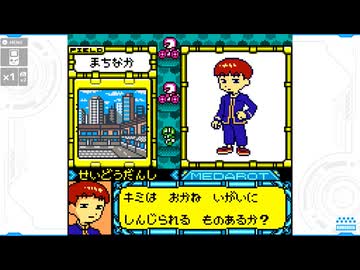 MENU
×1
FIELD
まちなか
せいどうだんし
MEDAROT
キミは おかね いがいに
しんじられる ものあるか？